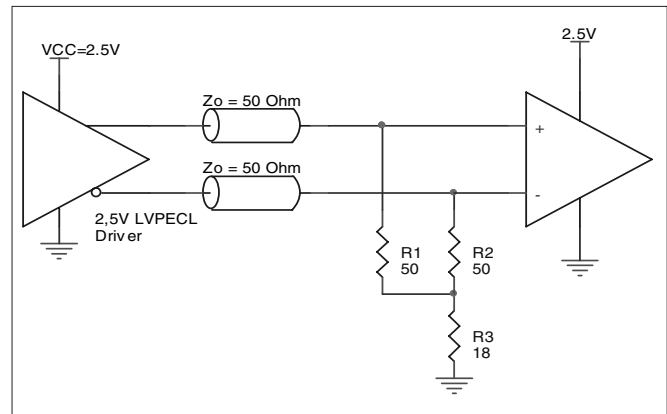 VCC=2.5V
2.5V
Zo = 50 Ohm
+
Zo = 50 Ohm
-
2,5V LVPECL
Driver
R1
50
R2
50
R3
18